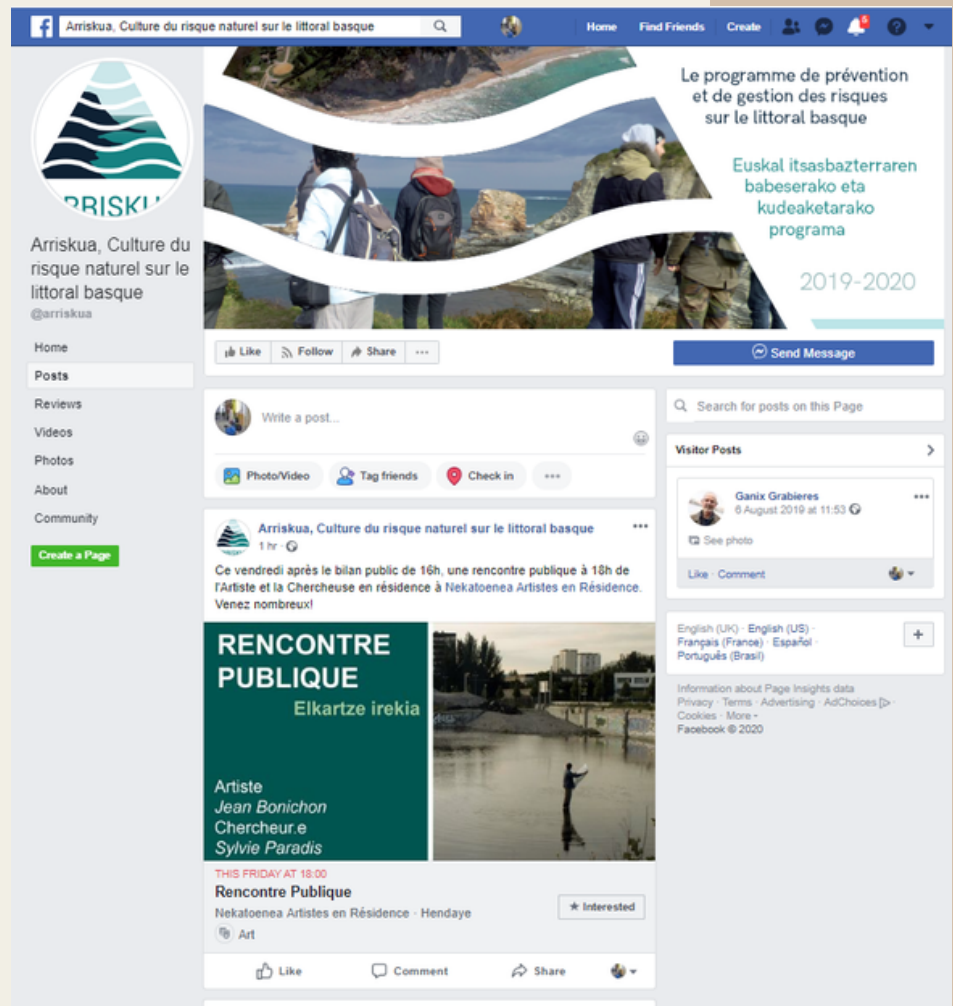 Arriskua, Culture du risque naturel sur le littoral basque
Home Find Friends Create 5
Le programme de prévention
et de gestion des risques
sur le littoral basque
Euskal itsasbazterraren
babeserako eta
kudeaketarako
programa
2019-2020
ARRISKU
Arriskua, Culture du
risque naturel sur le
littoral basque
@arriskua
Home
Posts
Reviews
Videos
Photos
About
Community
Create a Page
Like Follow Share
Send Message
Write a post...
Photo/Video Tag friends Check in
Arriskua, Culture du risque naturel sur le littoral basque
1 hr
Ce vendredi après le bilan public de 16h, une rencontre publique à 18h de
l'Artiste et la Chercheuse en résidence à Nekatoenea Artistes en Résidence.
Venez nombreux!
RENCONTRE
PUBLIQUE
Elkartze irekia
Artiste
Jean Bonichon
Chercheur.e
Sylvie Paradis
THIS FRIDAY AT 18:00
Rencontre Publique
Nekatoenea Artistes en Résidence · Hendaye
Interested
Art
Like Comment Share
Search for posts on this Page
Visitor Posts
Ganix Grabieres
6 August 2019 at 11:53
See photo
Like · Comment
English (UK) · English (US) ·
Français (France) · Español ·
Português (Brasil)
Information about Page Insights data
Privacy · Terms · Advertising · AdChoices ·
Cookies · More
Facebook © 2020